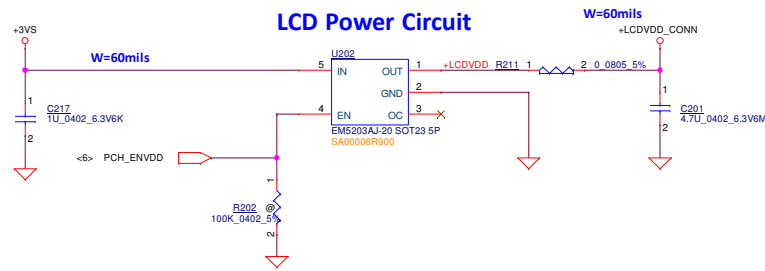 LCD Power Circuit
W=60mils
+3VS
+LCDVDD_CONN
W=60mils
U202
5 IN OUT 1 +LCDVDD R211 1 2 0_0805_5%
GND 2
4 EN OC 3
EM5203AJ-20 SOT23 5P
SA00008R900
1
C217
1U_0402_6.3V6K
2
1
C201
4.7U_0402_6.3V6M
2
<6> PCH_ENVDD
1
R202 @
100K_0402_5%
2